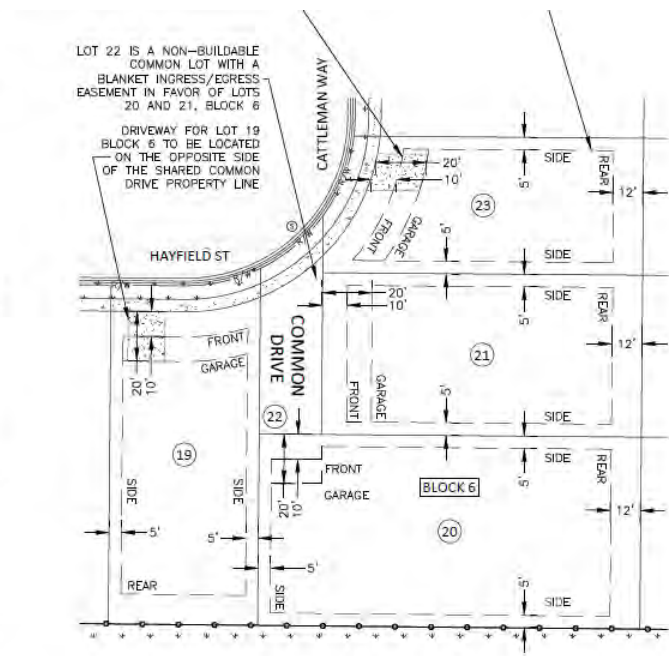 LOT 22 IS A NON-BUILDABLE
COMMON LOT WITH A
BLANKET INGRESS/EGRESS
EASEMENT IN FAVOR OF LOTS
20 AND 21, BLOCK 6
DRIVEWAY FOR LOT 19
BLOCK 6 TO BE LOCATED
ON THE OPPOSITE SIDE
OF THE SHARED COMMON
DRIVE PROPERTY LINE
CATTLEMAN WAY
HAYFIELD ST
20'
10'
SIDE
REAR
5'
12'
23
FRONT
GARAGE
5'
SIDE
20'
10'
COMMON
DRIVE
SIDE
5'
REAR
12'
21
FRONT
GARAGE
5'
SIDE
FRONT
GARAGE
20'
10'
22
19
SIDE
SIDE
5'
5'
REAR
FRONT
GARAGE
20'
10'
BLOCK 6
SIDE
5'
REAR
12'
20
5'
SIDE
5'
SIDE